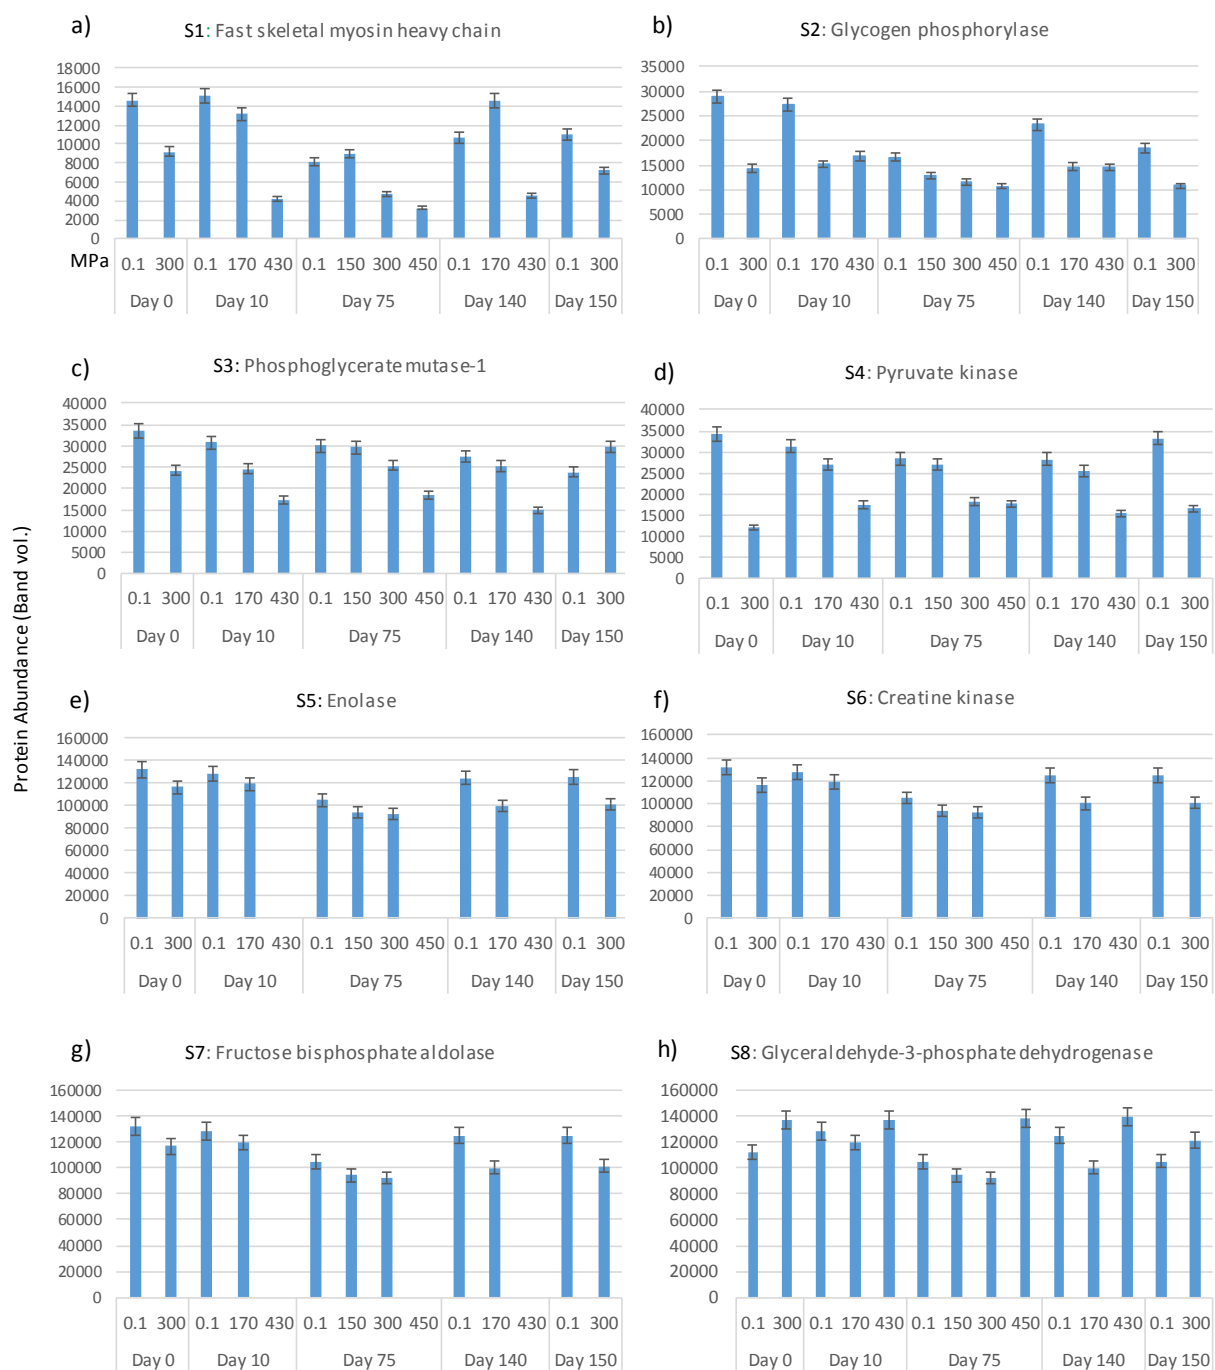 Protein Abundance (Band vol.)
a)
S1: Fast skeletal myosin heavy chain
18000
16000
14000
12000
10000
8000
6000
4000
2000
0
MPa
0.1 300 0.1 170 430 0.1 150 300 450 0.1 170 430 0.1 300
Day 0 Day 10 Day 75 Day 140 Day 150
b)
S2: Glycogen phosphorylase
35000
30000
25000
20000
15000
10000
5000
0
0.1 300 0.1 170 430 0.1 150 300 450 0.1 170 430 0.1 300
Day 0 Day 10 Day 75 Day 140 Day 150
c)
S3: Phosphoglycerate mutase-1
40000
35000
30000
25000
20000
15000
10000
5000
0
0.1 300 0.1 170 430 0.1 150 300 450 0.1 170 430 0.1 300
Day 0 Day 10 Day 75 Day 140 Day 150
d)
S4: Pyruvate kinase
40000
35000
30000
25000
20000
15000
10000
5000
0
0.1 300 0.1 170 430 0.1 150 300 450 0.1 170 430 0.1 300
Day 0 Day 10 Day 75 Day 140 Day 150
e)
S5: Enolase
160000
140000
120000
100000
80000
60000
40000
20000
0
0.1 300 0.1 170 430 0.1 150 300 450 0.1 170 430 0.1 300
Day 0 Day 10 Day 75 Day 140 Day 150
f)
S6: Creatine kinase
160000
140000
120000
100000
80000
60000
40000
20000
0
0.1 300 0.1 170 430 0.1 150 300 450 0.1 170 430 0.1 300
Day 0 Day 10 Day 75 Day 140 Day 150
g)
S7: Fructose bisphosphate aldolase
160000
140000
120000
100000
80000
60000
40000
20000
0
0.1 300 0.1 170 430 0.1 150 300 450 0.1 170 430 0.1 300
Day 0 Day 10 Day 75 Day 140 Day 150
h)
S8: Glyceraldehyde-3-phosphate dehydrogenase
160000
140000
120000
100000
80000
60000
40000
20000
0
0.1 300 0.1 170 430 0.1 150 300 450 0.1 170 430 0.1 300
Day 0 Day 10 Day 75 Day 140 Day 150